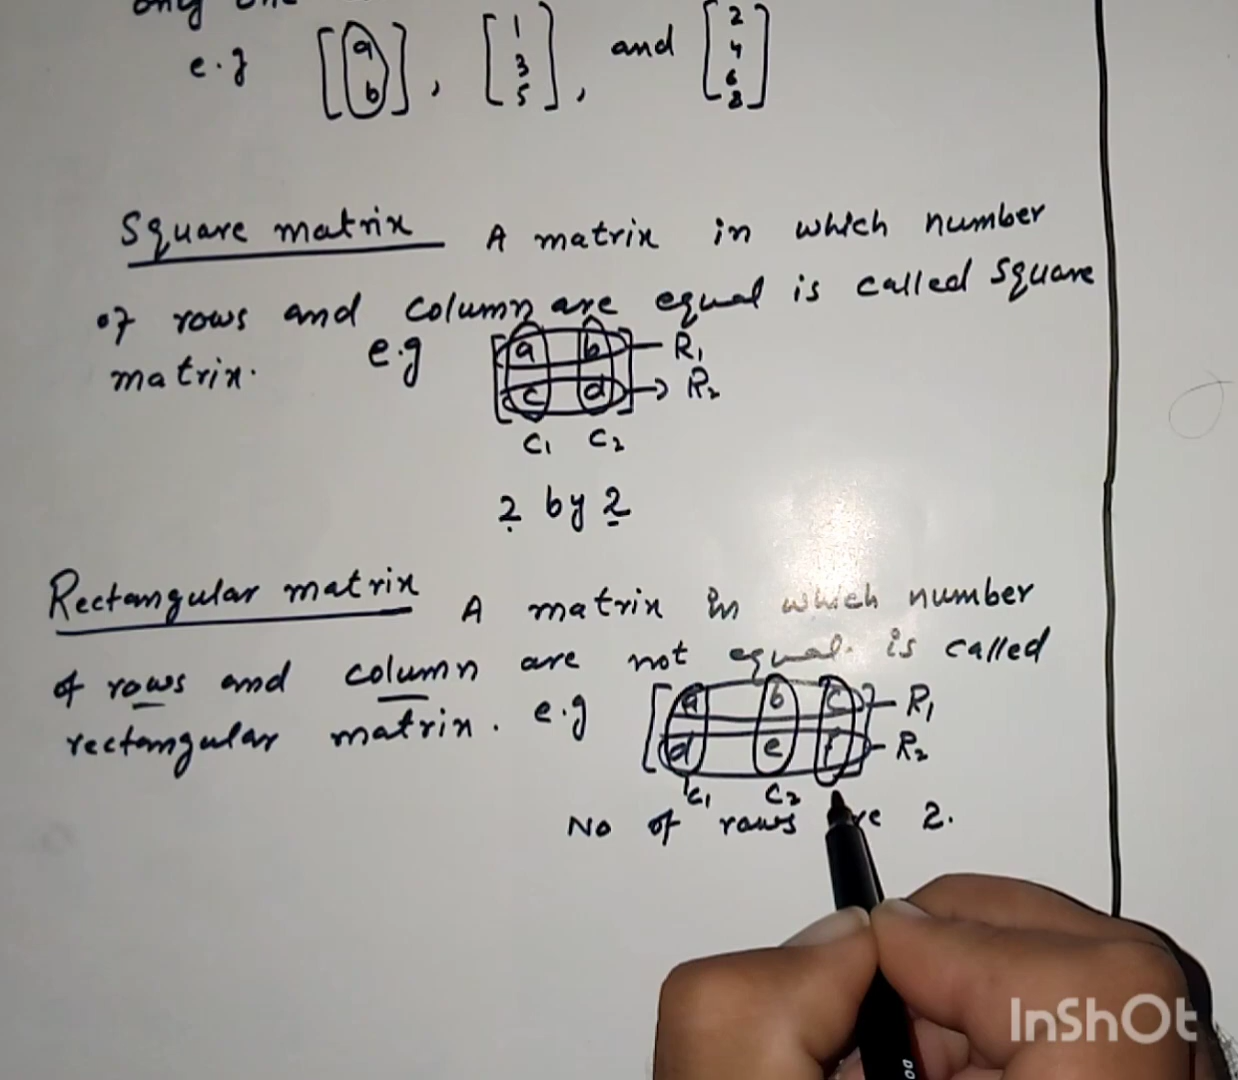 only one
e.g [a b], [1 3 5], and [2 4 6 8]
Square matrix A matrix in which number
of rows and column are equal is called square
matrix. e.g [a b — R1
c d] → R2
C1 C2
2 by 2
Rectangular matrix A matrix in which number
of rows and column are not equal is called
rectangular matrix. e.g [a b c] — R1
[d e f] — R2
C1 C2
No of rows are 2.
InShOt
DO